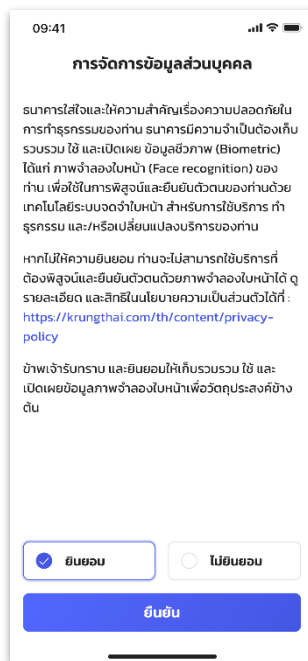 09:41
การจัดการข้อมูลส่วนบุคคล
ธนาคารใส่ใจและให้ความสำคัญเรื่องความปลอดภัยใน
การทำธุรกรรมของท่าน ธนาคารมีความจำเป็นต้องเก็บ
รวบรวม ใช้ และเปิดเผย ข้อมูลชีวภาพ (Biometric)
ได้แก่ ภาพจำลองใบหน้า (Face recognition) ของ
ท่าน เพื่อใช้ในการพิสูจน์และยืนยันตัวตนของท่านด้วย
เทคโนโลยีระบบจดจำใบหน้า สำหรับการใช้บริการ ทำ
ธุรกรรม และ/หรือเปลี่ยนแปลงบริการของท่าน
หากไม่ให้ความยินยอม ท่านจะไม่สามารถใช้บริการที่
ต้องพิสูจน์และยืนยันตัวตนด้วยภาพจำลองใบหน้าได้ ดู
รายละเอียด และสิทธิในนโยบายความเป็นส่วนตัวได้ที่ :
https://krungthai.com/th/content/privacy-
policy
ข้าพเจ้ารับทราบ และยินยอมให้เก็บรวมรวม ใช้ และ
เปิดเผยข้อมูลภาพจำลองใบหน้าเพื่อวัตถุประสงค์ข้าง
ต้น
ยินยอม
ไม่ยินยอม
ยืนยัน